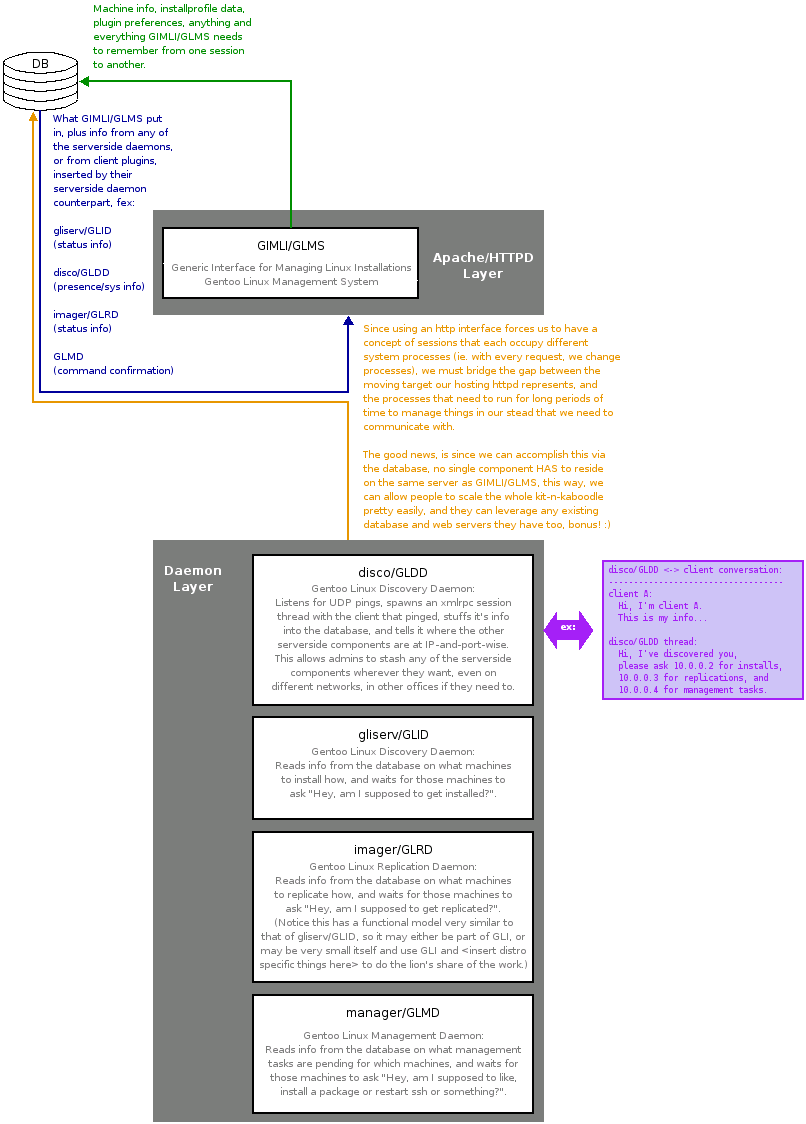 Machine info, installprofile data,
plugin preferences, anything and
everything GIMLI/GLMS needs
to remember from one session
to another.
DB
What GIMLI/GLMS put
in, plus info from any of
the serverside daemons,
or from client plugins,
inserted by their
serverside daemon
counterpart, fex:
gliserv/GLID
(status info)
disco/GLDD
(presence/sys info)
imager/GLRD
(status info)
GLMD
(command confirmation)
GIMLI/GLMS
Generic Interface for Managing Linux Installations
Gentoo Linux Management System
Apache/HTTPD
Layer
Since using an http interface forces us to have a
concept of sessions that each occupy different
system processes (ie. with every request, we change
processes), we must bridge the gap between the
moving target our hosting httpd represents, and
the processes that need to run for long periods of
time to manage things in our stead that we need to
communicate with.
The good news, is since we can accomplish this via
the database, no single component HAS to reside
on the same server as GIMLI/GLMS, this way, we
can allow people to scale the whole kit-n-kaboodle
pretty easily, and they can leverage any existing
database and web servers they have too, bonus! :)
Daemon
Layer
disco/GLDD
Gentoo Linux Discovery Daemon:
Listens for UDP pings, spawns an xmlrpc session
thread with the client that pinged, stuffs it's info
into the database, and tells it where the other
serverside components are at IP-and-port-wise.
This allows admins to stash any of the serverside
components wherever they want, even on
different networks, in other offices if they need to.
ex:
disco/GLDD <-> client conversation:
----------------------------------
client A:
Hi, I'm client A.
This is my info...
disco/GLDD thread:
Hi, I've discovered you,
please ask 10.0.0.2 for installs,
10.0.0.3 for replications, and
10.0.0.4 for management tasks.
gliserv/GLID
Gentoo Linux Discovery Daemon:
Reads info from the database on what machines
to install how, and waits for those machines to
ask "Hey, am I supposed to get installed?".
imager/GLRD
Gentoo Linux Replication Daemon:
Reads info from the database on what machines
to replicate how, and waits for those machines to
ask "Hey, am I supposed to get replicated?".
(Notice this has a functional model very similar to
that of gliserv/GLID, so it may either be part of GLI, or
may be very small itself and use GLI and <insert distro
specific things here> to do the lion's share of the work.)
manager/GLMD
Gentoo Linux Management Daemon:
Reads info from the database on what management
tasks are pending for which machines, and waits for
those machines to ask "Hey, am I supposed to like,
install a package or restart ssh or something?".